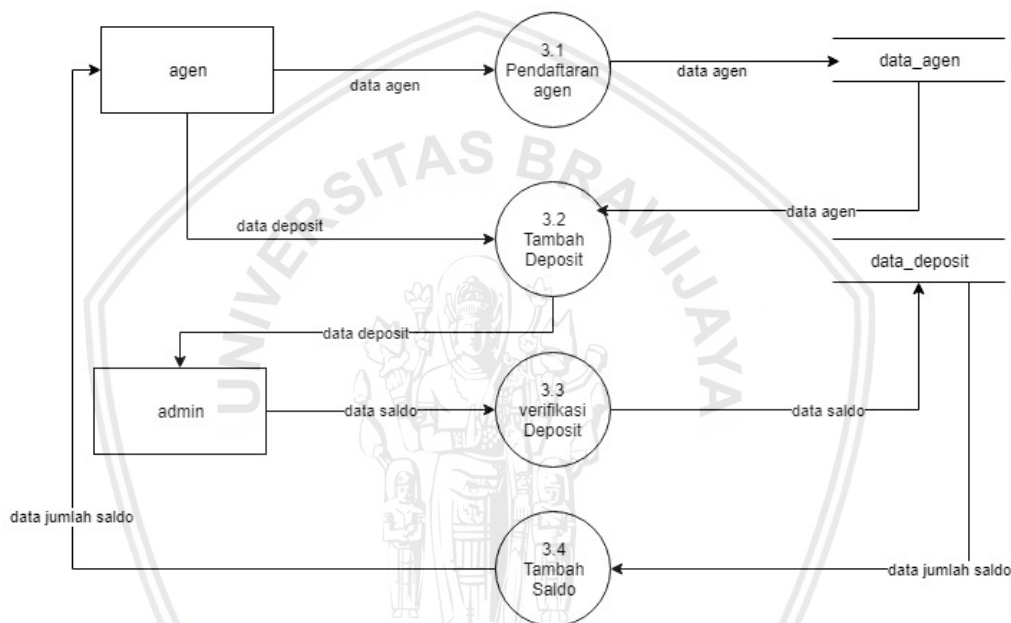 agen
data agen
3.1
Pendaftaran
agen
data agen
data_agen
UNIVERSITAS BRAWIJAYA
data deposit
3.2
Tambah
Deposit
data agen
data_deposit
data deposit
admin
data saldo
3.3
verifikasi
Deposit
data saldo
data jumlah saldo
3.4
Tambah
Saldo
data jumlah saldo